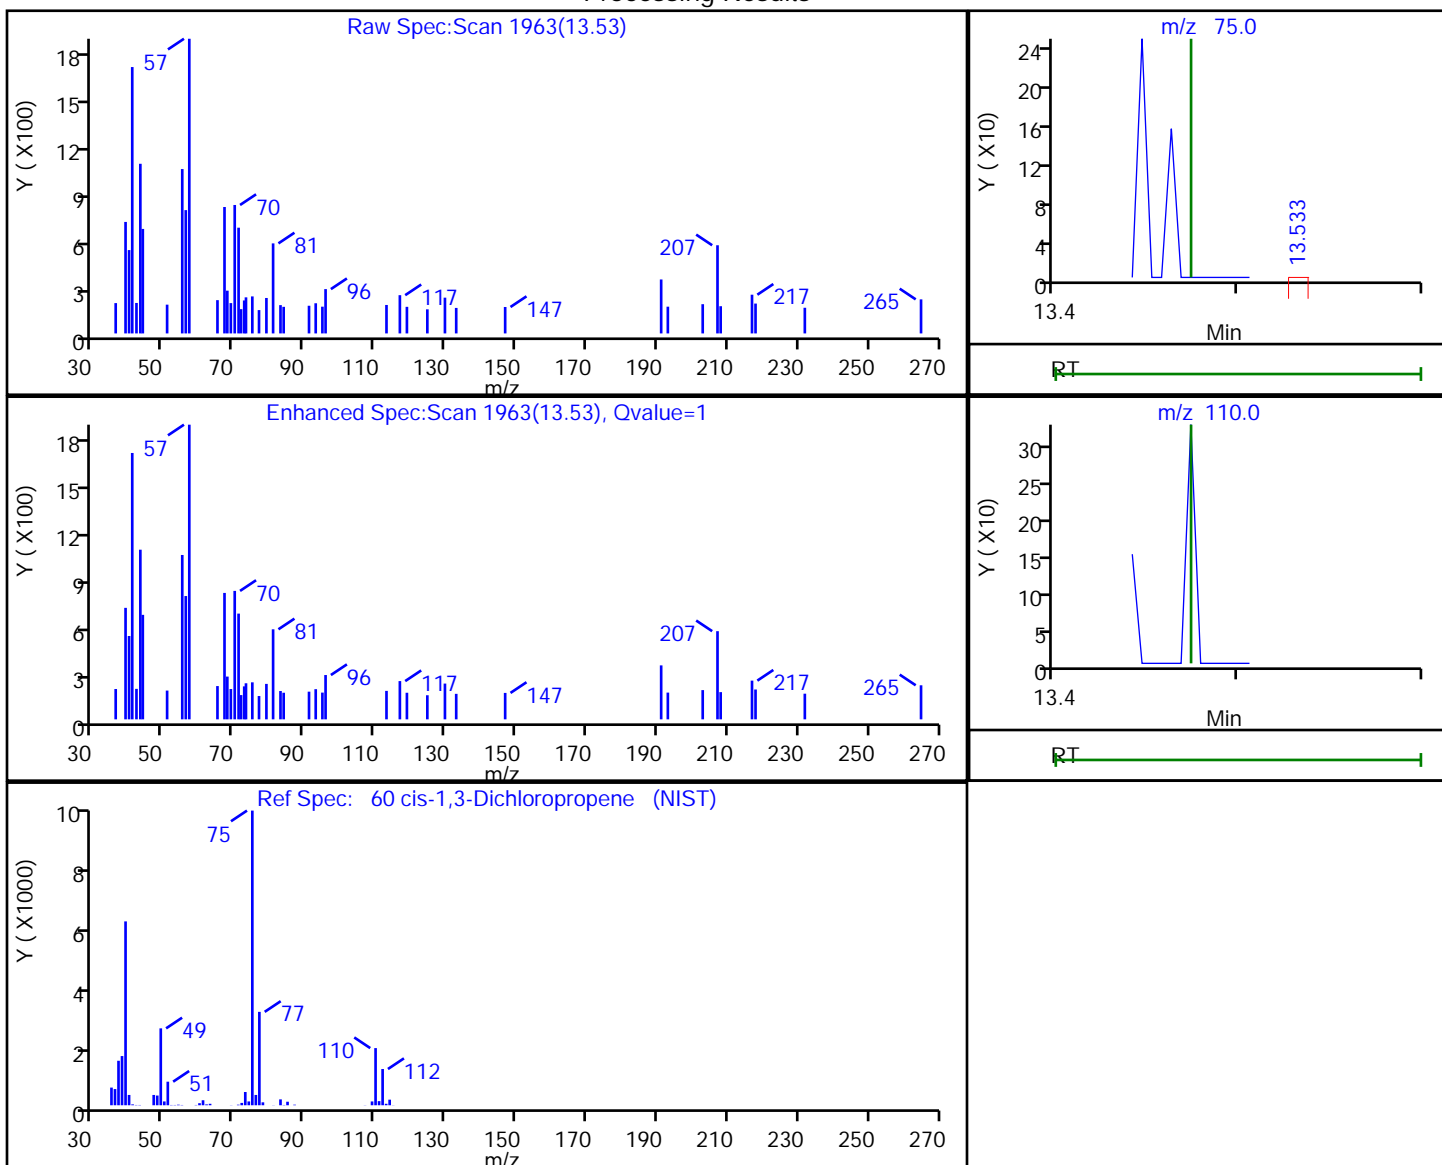 Processing Results
Raw Spec:Scan 1963(13.53)
Y ( X100)
18
15
12
9
6
3
0
57
70
81
96
117
147
207
217
265
30 50 70 90 110 130 150 170 190 210 230 250 270
m/z
m/z 75.0
Y ( X10)
24
20
16
12
8
4
0
13.533
13.4
Min
RT
Enhanced Spec:Scan 1963(13.53), Qvalue=1
Y ( X100)
18
15
12
9
6
3
0
57
70
81
96
117
147
207
217
265
30 50 70 90 110 130 150 170 190 210 230 250 270
m/z
m/z 110.0
Y ( X10)
30
25
20
15
10
5
0
13.4
Min
RT
Ref Spec: 60 cis-1,3-Dichloropropene (NIST)
Y ( X1000)
10
8
6
4
2
0
75
49
51
77
110
112
30 50 70 90 110 130 150 170 190 210 230 250 270
m/z